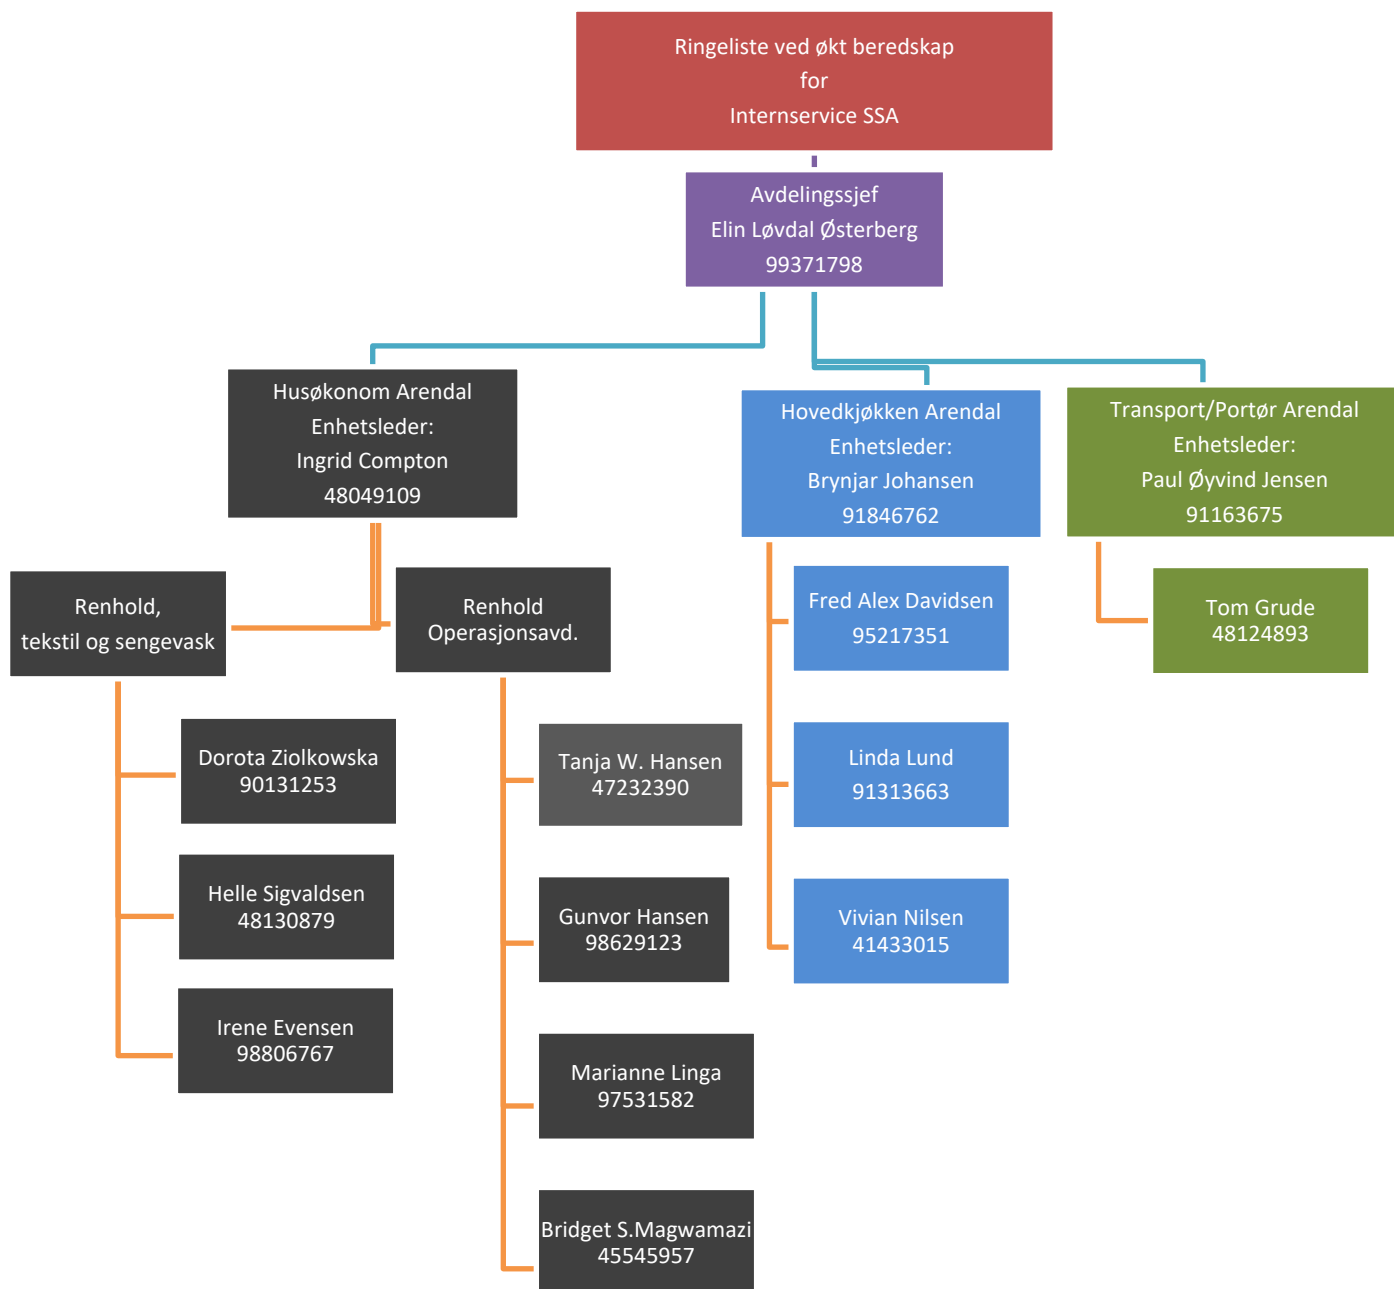 Ringeliste ved økt beredskap
for
Internservice SSA
Avdelingssjef
Elin Løvdal Østerberg
99371798
Husøkonom Arendal
Enhetsleder:
Ingrid Compton
48049109
Hovedkjøkken Arendal
Enhetsleder:
Brynjar Johansen
91846762
Transport/Portør Arendal
Enhetsleder:
Paul Øyvind Jensen
91163675
Renhold,
tekstil og sengevask
Renhold
Operasjonsavd.
Fred Alex Davidsen
95217351
Tom Grude
48124893
Dorota Ziolkowska
90131253
Tanja W. Hansen
47232390
Linda Lund
91313663
Helle Sigvaldsen
48130879
Gunvor Hansen
98629123
Vivian Nilsen
41433015
Irene Evensen
98806767
Marianne Linga
97531582
Bridget S.Magwamazi
45545957